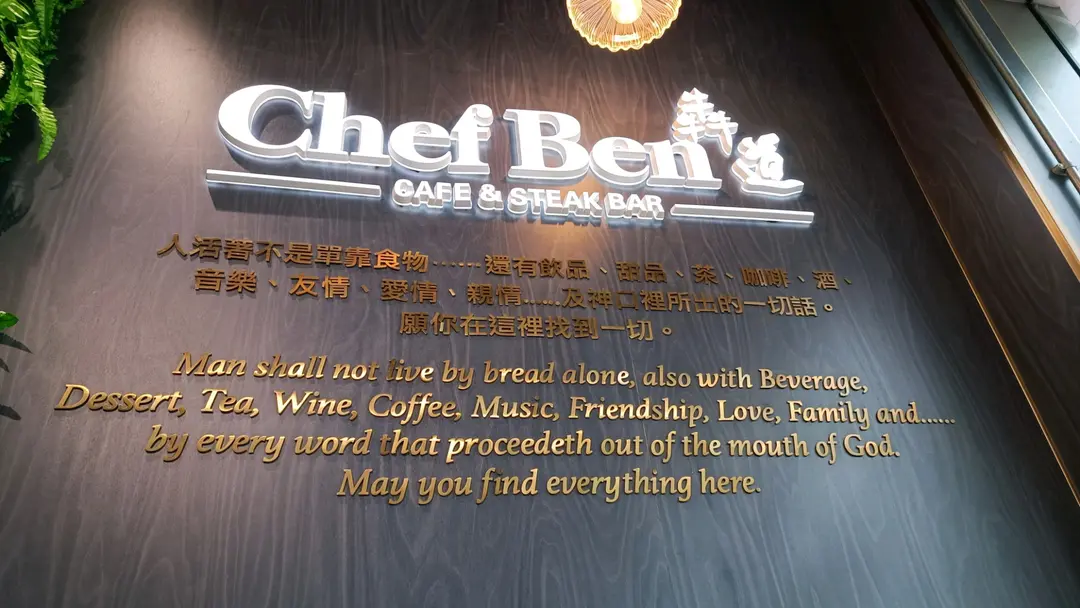 Chef Ben 犇道
CAFE & STEAK BAR
人活著不是單靠食物......還有飲品、甜品、茶、咖啡、酒、
音樂、友情、愛情、親情......及神口裡所出的一切話。
願你在這裡找到一切。
Man shall not live by bread alone, also with Beverage,
Dessert, Tea, Wine, Coffee, Music, Friendship, Love, Family and......
by every word that proceedeth out of the mouth of God.
May you find everything here.